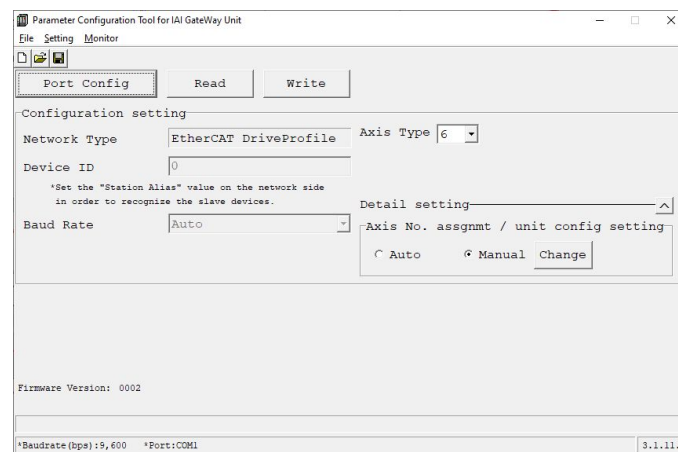 Parameter Configuration Tool for IAI GateWay Unit
File Setting Monitor
Port Config Read Write
Configuration setting
Network Type EtherCAT DriveProfile Axis Type 6
Device ID 0
*Set the "Station Alias" value on the network side
in order to recognize the slave devices.
Detail setting
Baud Rate Auto
Axis No. assgnmt / unit config setting
Auto Manual Change
Firmware Version: 0002
*Baudrate(bps):9,600 *Port:COM1 3.1.11.